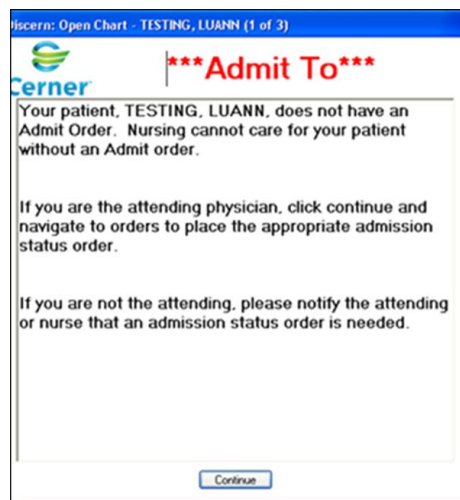 Discern: Open Chart - TESTING, LUANN (1 of 3)
Cerner
***Admit To***
Your patient, TESTING, LUANN, does not have an
Admit Order.  Nursing cannot care for your patient
without an Admit order.
If you are the attending physician, click continue and
navigate to orders to place the appropriate admission
status order.
If you are not the attending, please notify the attending
or nurse that an admission status order is needed.
Continue